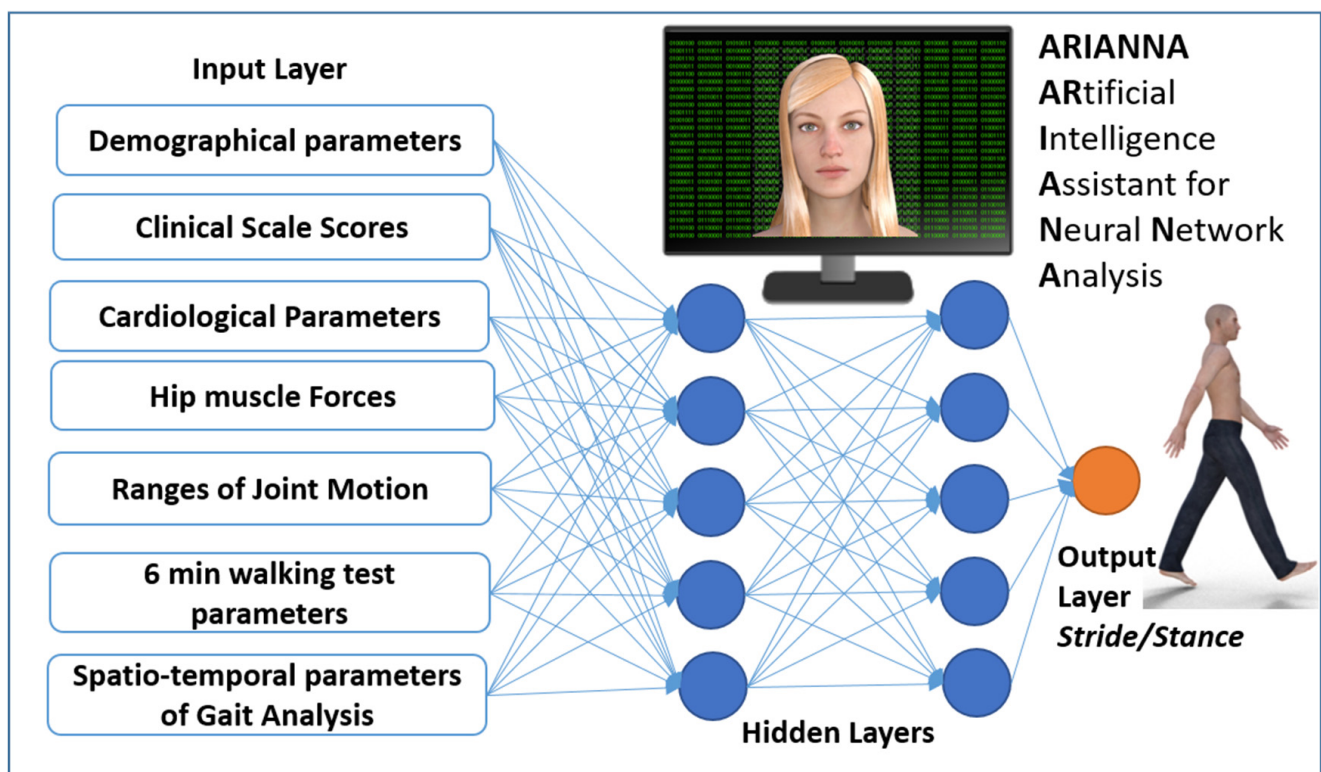 Input Layer
Demographical parameters
Clinical Scale Scores
Cardiological Parameters
Hip muscle Forces
Ranges of Joint Motion
6 min walking test
parameters
Spatio-temporal parameters
of Gait Analysis
Hidden Layers
ARIANNA
ARtificial
Intelligence
Assistant for
Neural Network
Analysis
Output
Layer
Stride/Stance